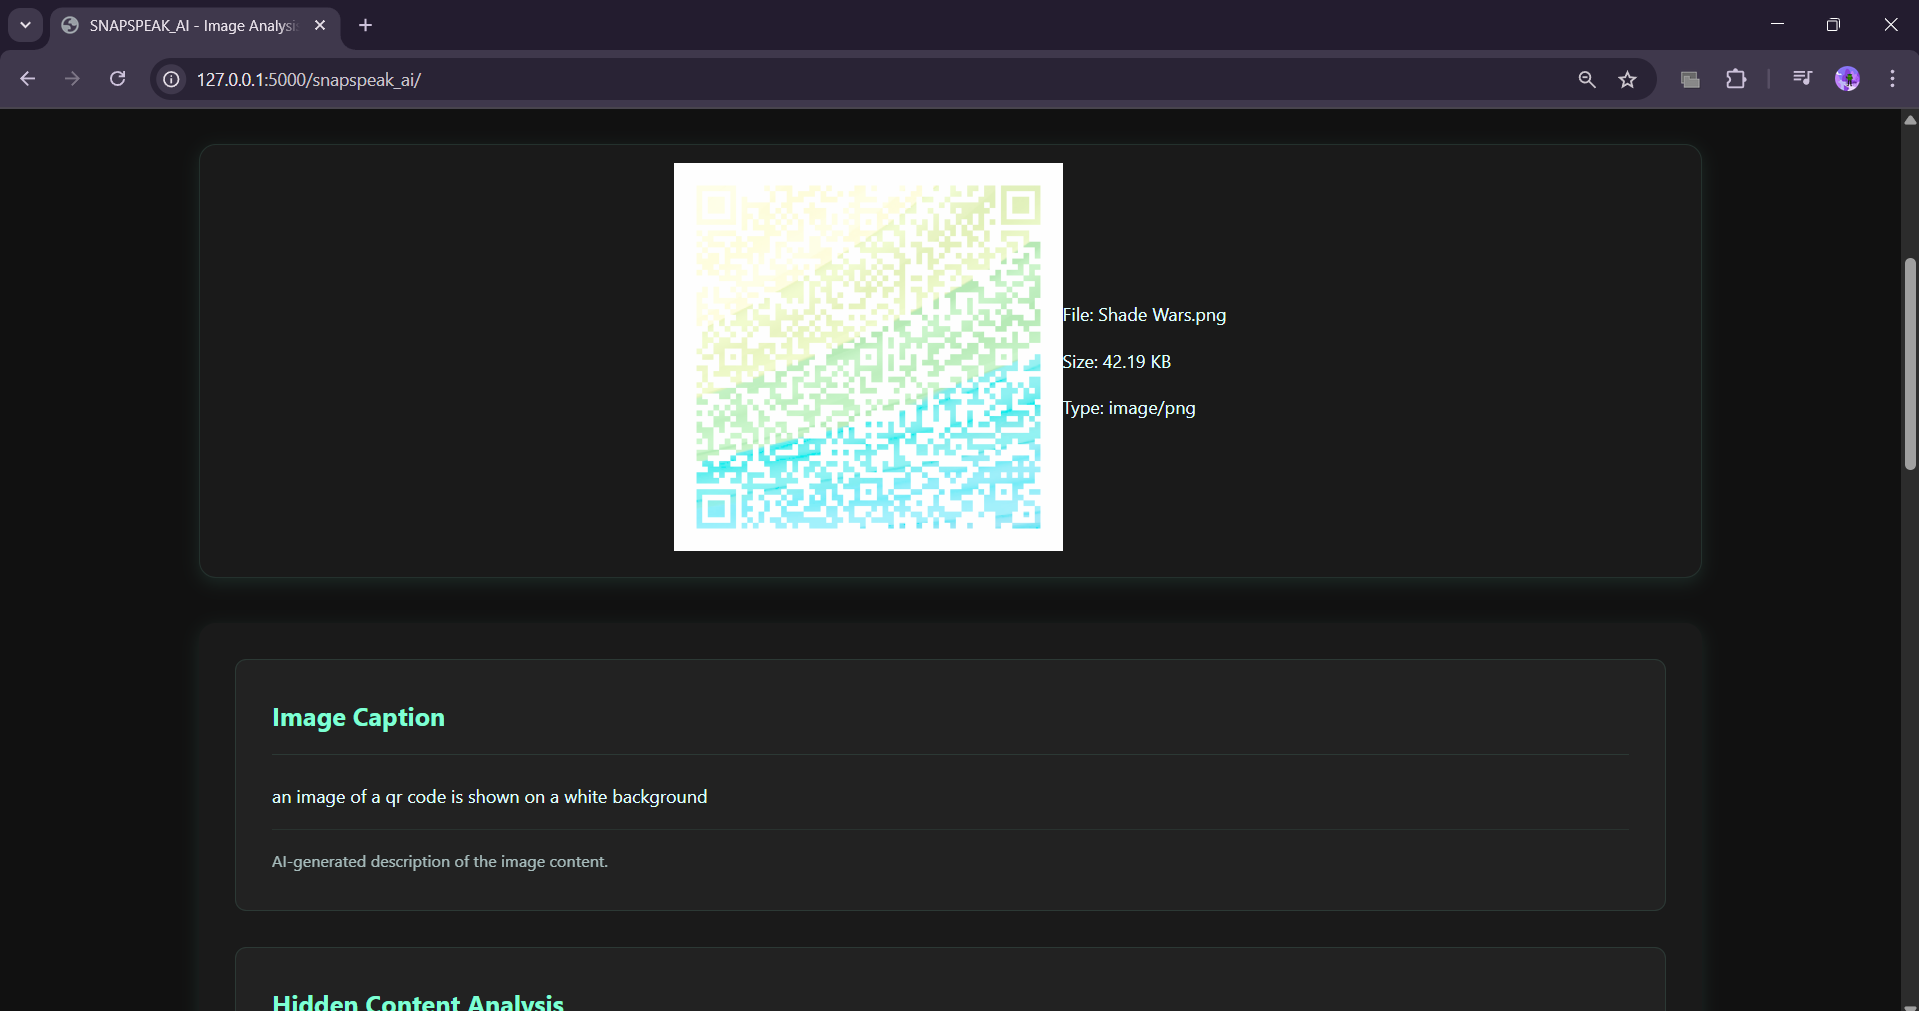 SNAPSPEAK_AI - Image Analysis
127.0.0.1:5000/snapspeak_ai/
File: Shade Wars.png
Size: 42.19 KB
Type: image/png
Image Caption
an image of a qr code is shown on a white background
AI-generated description of the image content.
Hidden Content Analysis